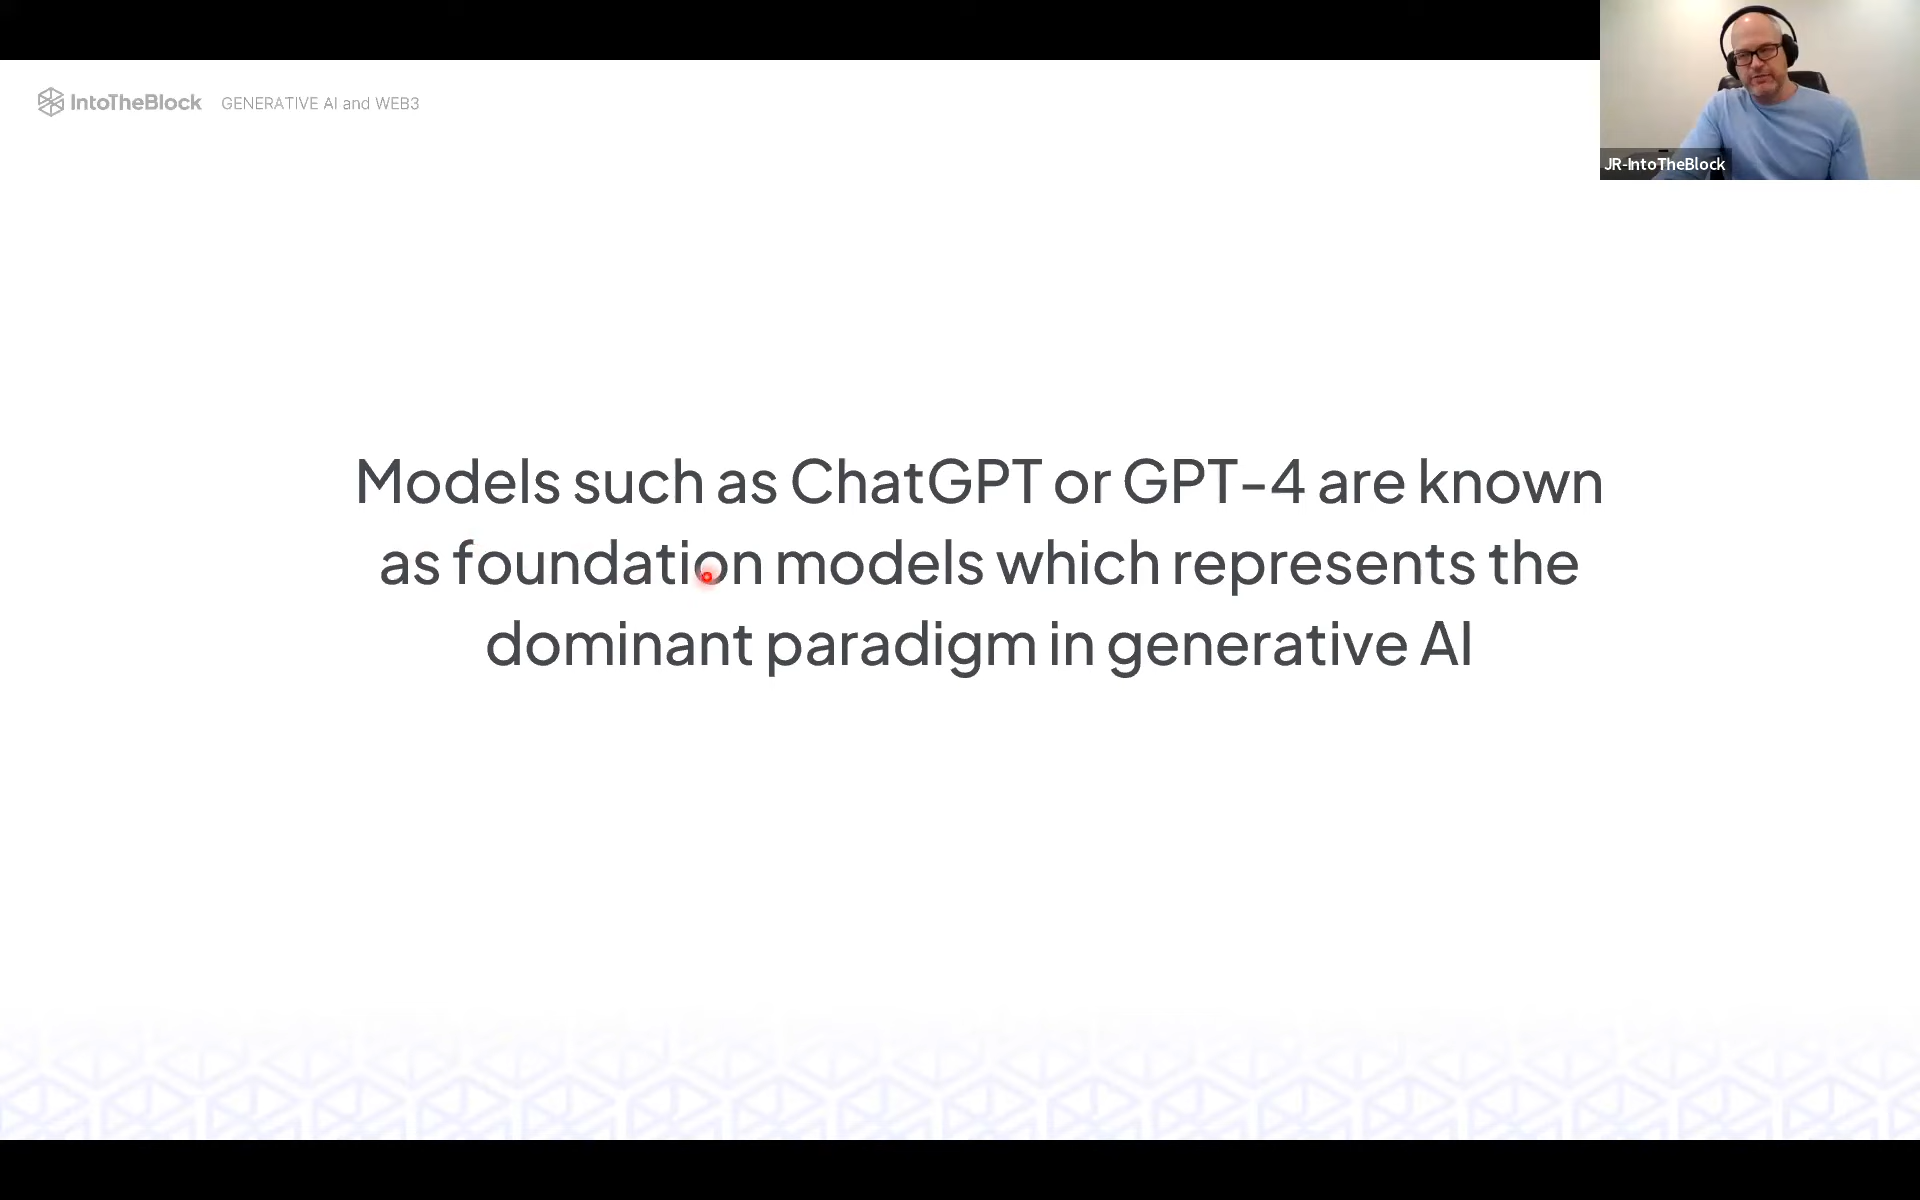 IntoTheBlock GENERATIVE AI and WEB3
JR-IntoTheBlock
Models such as ChatGPT or GPT-4 are known
as foundation models which represents the
dominant paradigm in generative AI